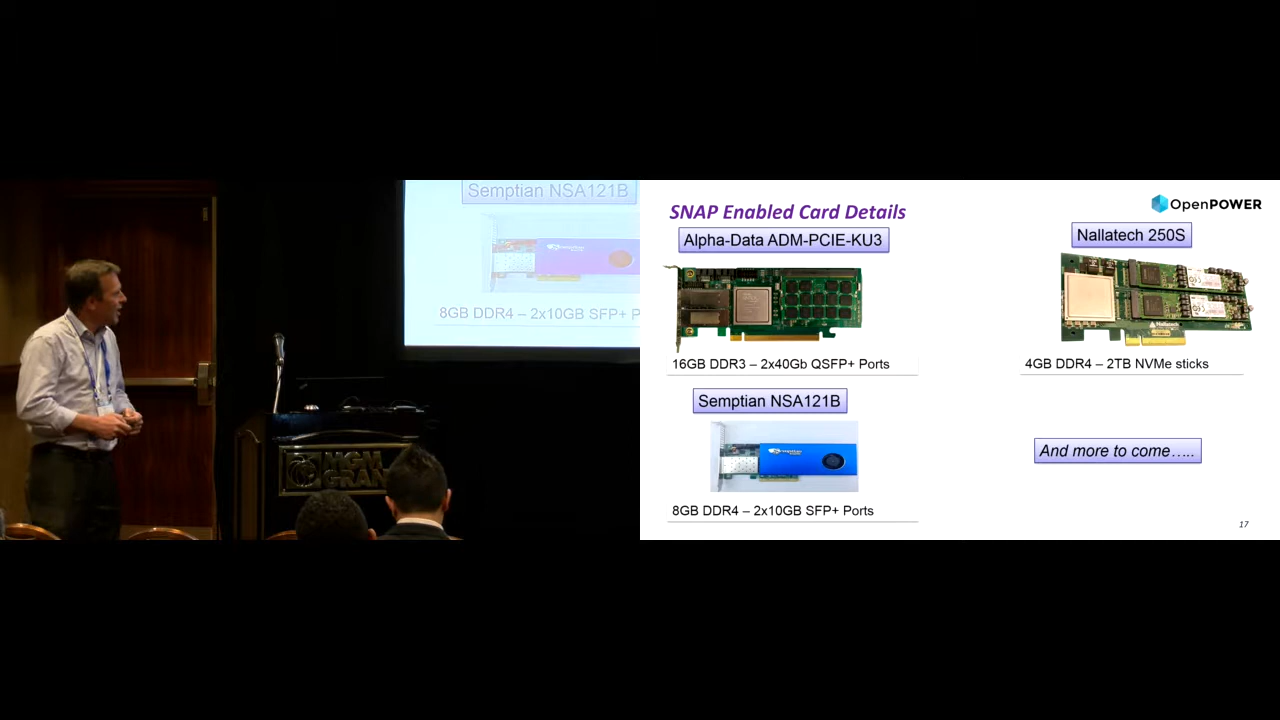 Semptian NSA121B
8GB DDR4 – 2x10GB SFP+ P
MGM
GRAN
SNAP Enabled Card Details
OpenPOWER
Alpha-Data ADM-PCIE-KU3
16GB DDR3 – 2x40Gb QSFP+ Ports
Nallatech 250S
Nallatech
4GB DDR4 – 2TB NVMe sticks
Semptian NSA121B
8GB DDR4 – 2x10GB SFP+ Ports
And more to come…..
17